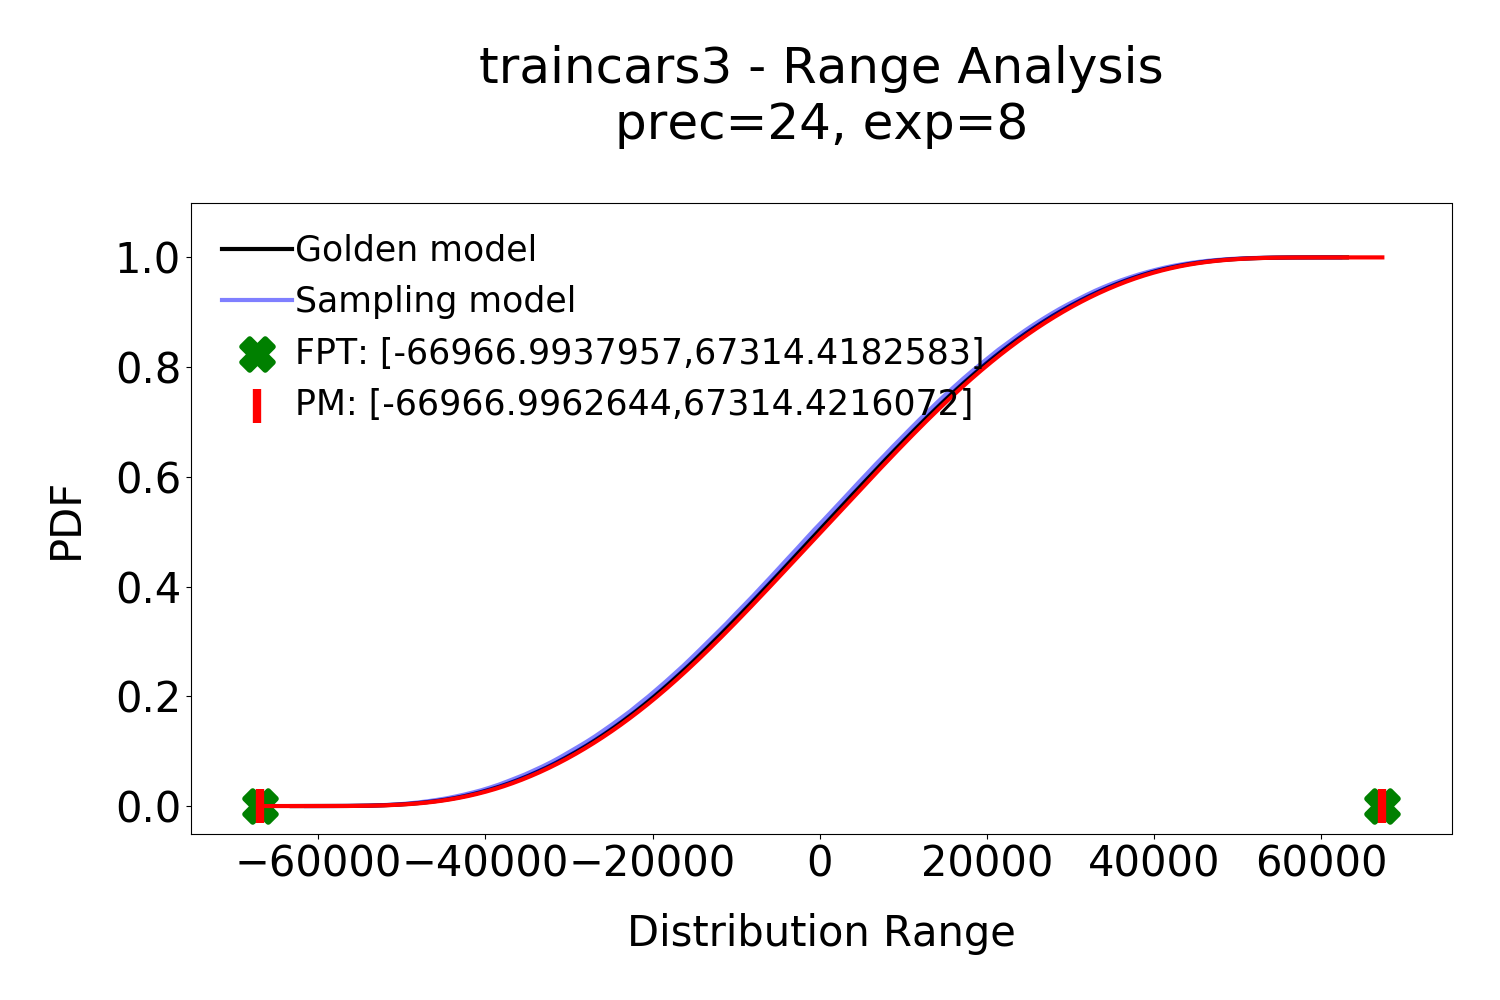 traincars3 - Range Analysis
prec=24, exp=8
Golden model
Sampling model
FPT: [-66966.9937957,67314.4182583]
PM: [-66966.9962644,67314.4216072]
1.0
0.8
0.6
0.4
0.2
0.0
PDF
−60000 −40000 −20000 0 20000 40000 60000
Distribution Range